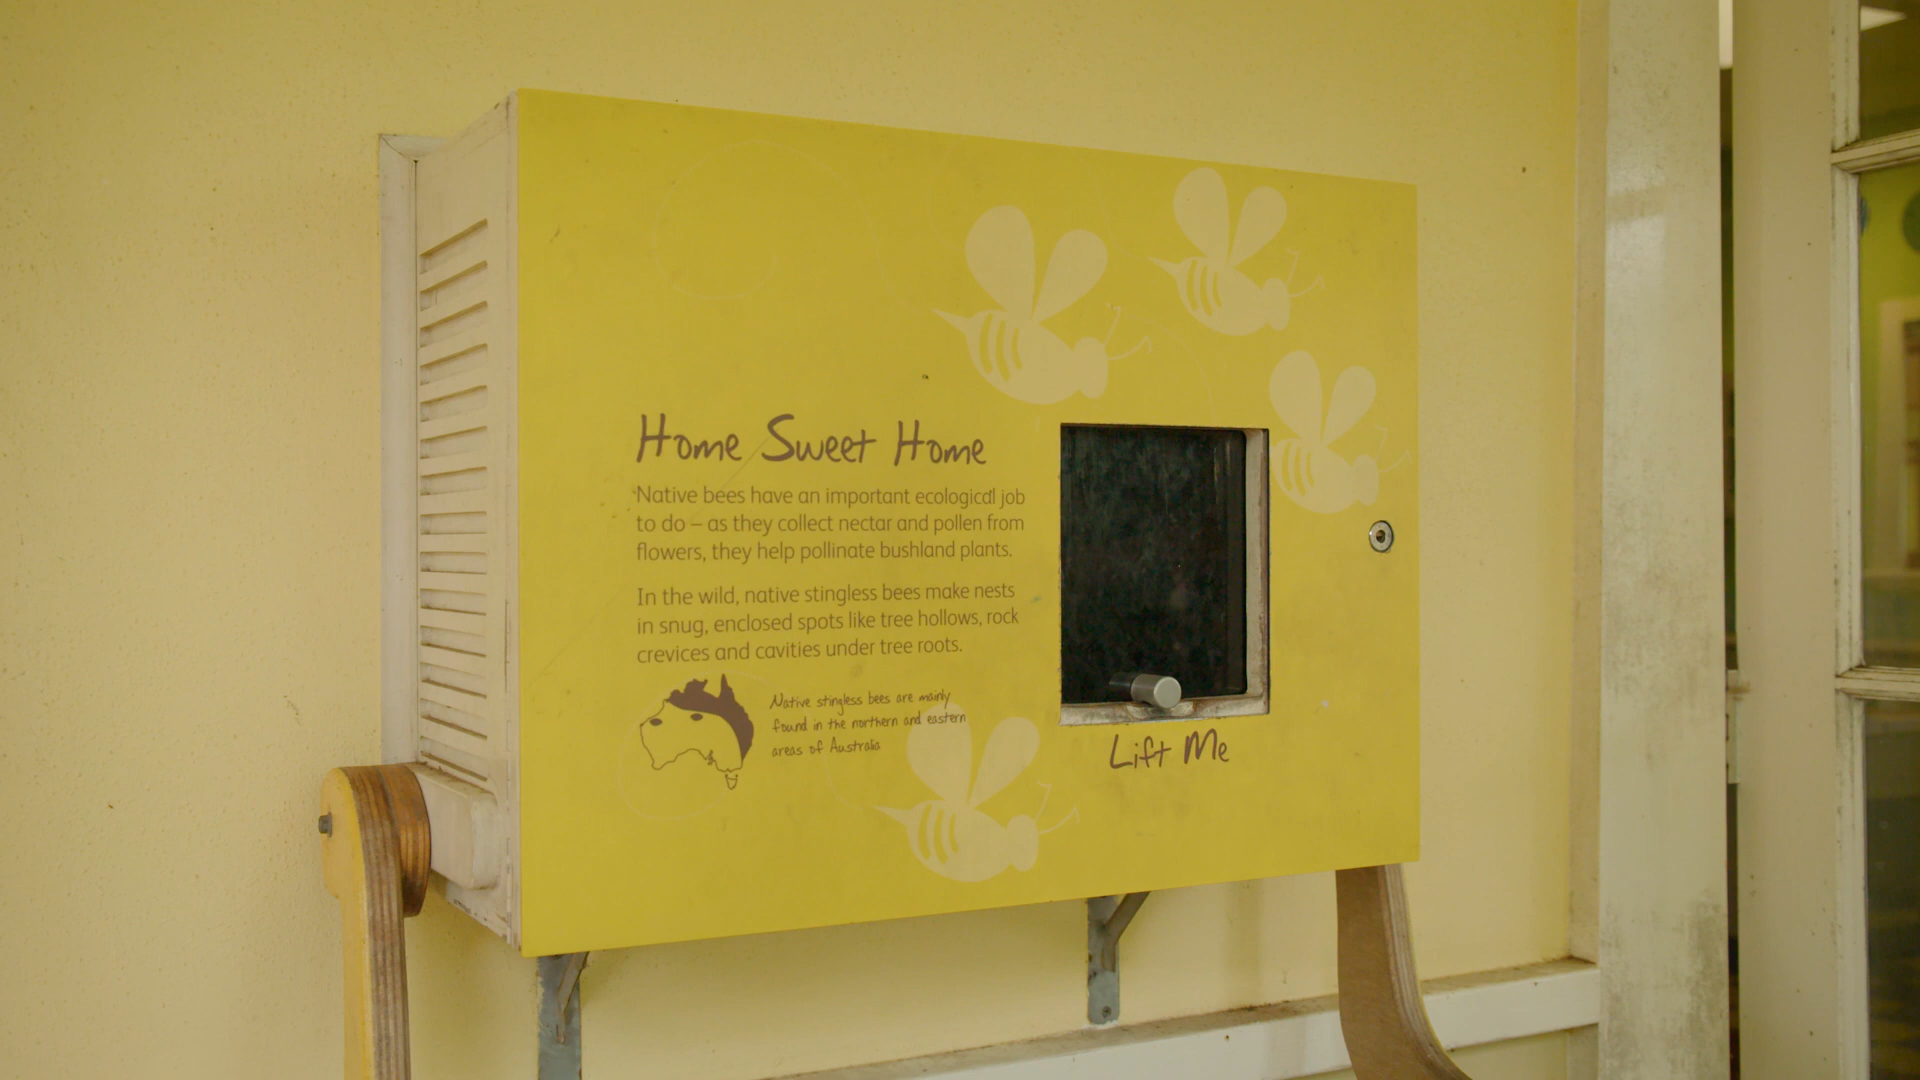 Home Sweet Home
Native bees have an important ecological job
to do – as they collect nectar and pollen from
flowers, they help pollinate bushland plants.
In the wild, native stingless bees make nests
in snug, enclosed spots like tree hollows, rock
crevices and cavities under tree roots.
Native stingless bees are mainly
found in the northern and eastern
areas of Australia
Lift Me